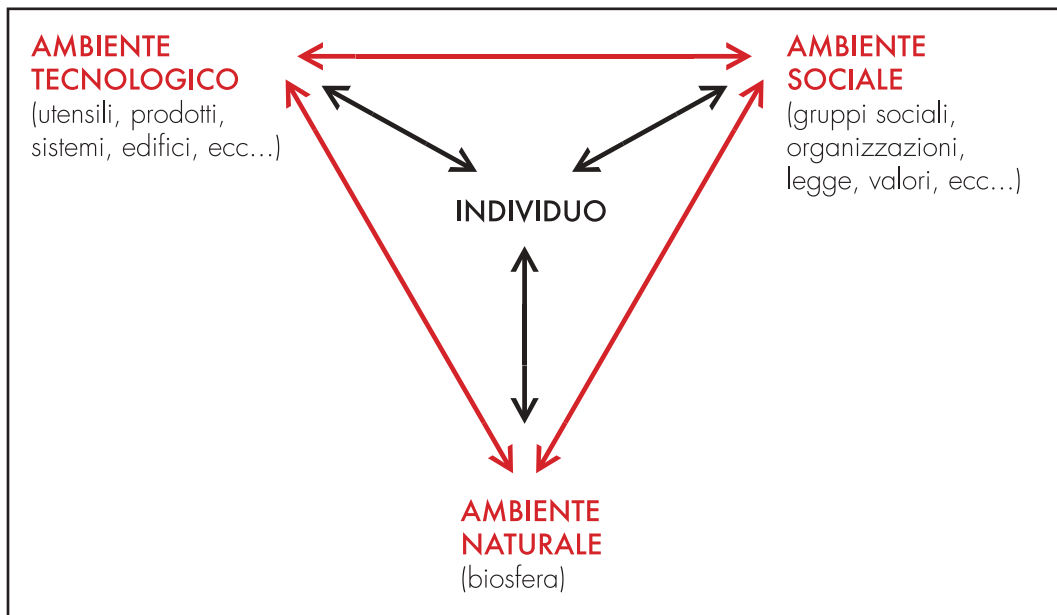 AMBIENTE
TECNOLOGICO
(utensili, prodotti,
sistemi, edifici, ecc...)
AMBIENTE
SOCIALE
(gruppi sociali,
organizzazioni,
legge, valori, ecc...)
INDIVIDUO
AMBIENTE
NATURALE
(biosfera)